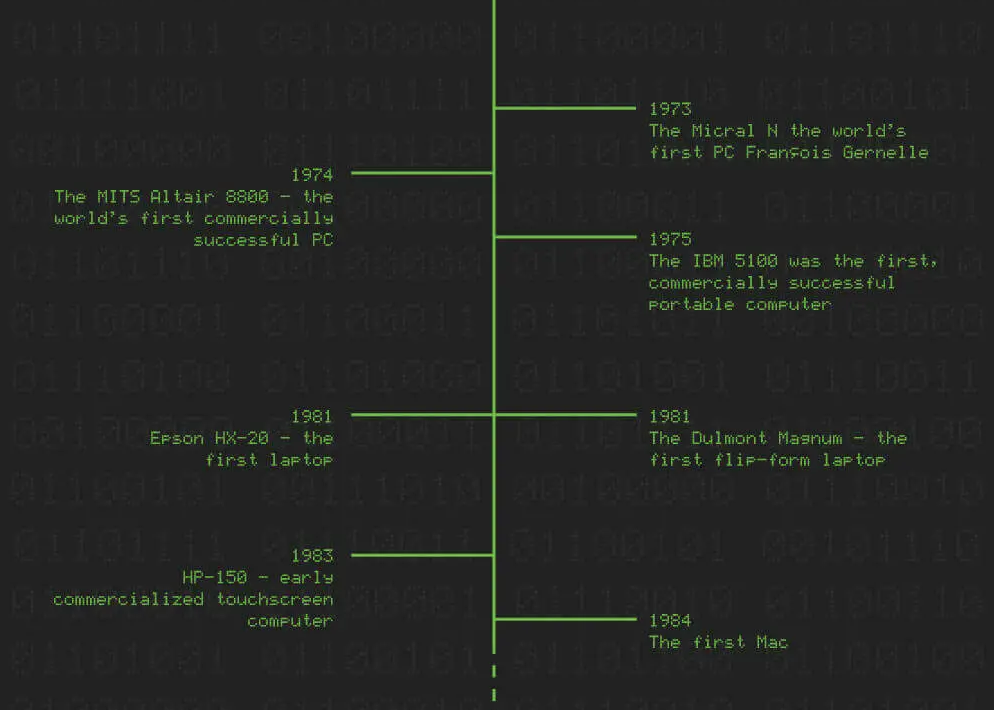 1973
The Micral N the world's
first PC François Gernelle
1974
The MITS Altair 8800 – the
world's first commercially
successful PC
1975
The IBM 5100 was the first,
commercially successful
portable computer
1981
Epson HX-20 – the
first laptop
1981
The Dulmont Magnum – the
first flip-form laptop
1983
HP-150 – early
commercialized touchscreen
computer
1984
The first Mac